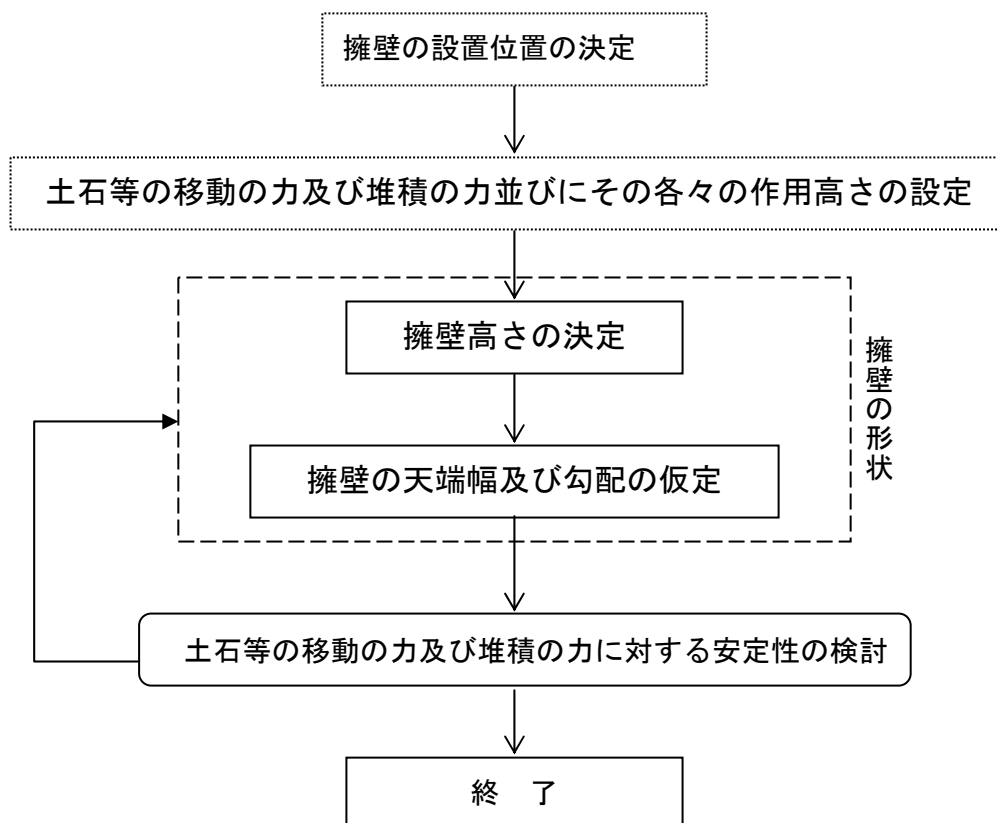 擁壁の設置位置の決定
土石等の移動の力及び堆積の力並びにその各々の作用高さの設定
擁壁高さの決定
擁壁の天端幅及び勾配の仮定
擁壁の形状
土石等の移動の力及び堆積の力に対する安定性の検討
終　了